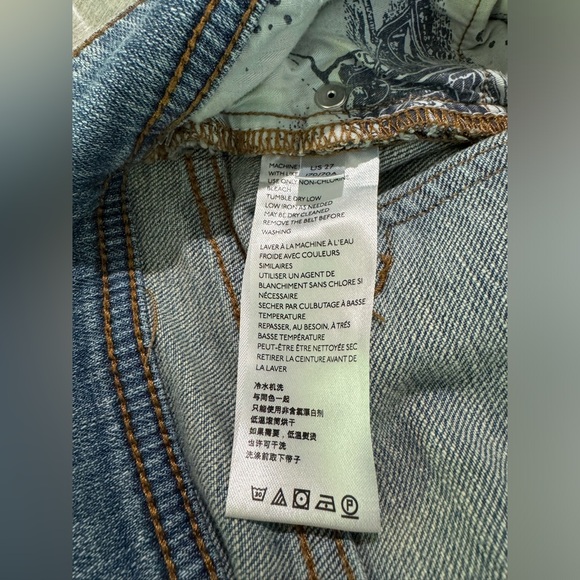 MACHINE
US 27
WITH LIKE
170/70A
USE ONLY NON-CHLORINE
BLEACH
TUMBLE DRY LOW
LOW IRON AS NEEDED
MAY BE DRY CLEANED
REMOVE THE BELT BEFORE
WASHING
LAVER À LA MACHINE À L'EAU
FROIDE AVEC COULEURS
SIMILAIRES
UTILISER UN AGENT DE
BLANCHIMENT SANS CHLORE SI
NÉCESSAIRE
SECHER PAR CULBUTAGE À BASSE
TEMPERATURE
REPASSER, AU BESOIN, À TRÉS
BASSE TEMPÉRATURE
PEUT-ÊTRE ÊTRE NETTOYÉE SEC
RETIRER LA CEINTURE AVANT DE
LA LAVER
冷水机洗
与同色一起
只能使用非含氯漂白剂
低温滚筒烘干
如果需要，低温熨烫
也许可干洗
洗涤前取下带子
30
P